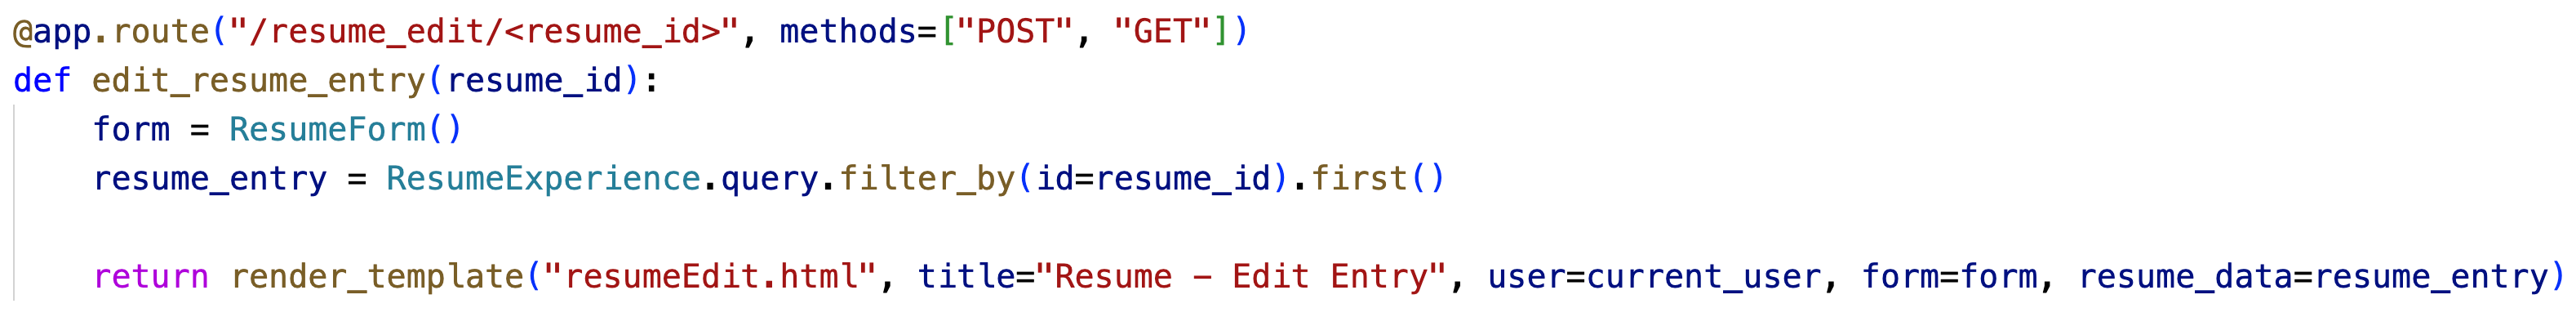 @app.route("/resume_edit/<resume_id>", methods=["POST", "GET"])
def edit_resume_entry(resume_id):
    form = ResumeForm()
    resume_entry = ResumeExperience.query.filter_by(id=resume_id).first()

    return render_template("resumeEdit.html", title="Resume - Edit Entry", user=current_user, form=form, resume_data=resume_entry)